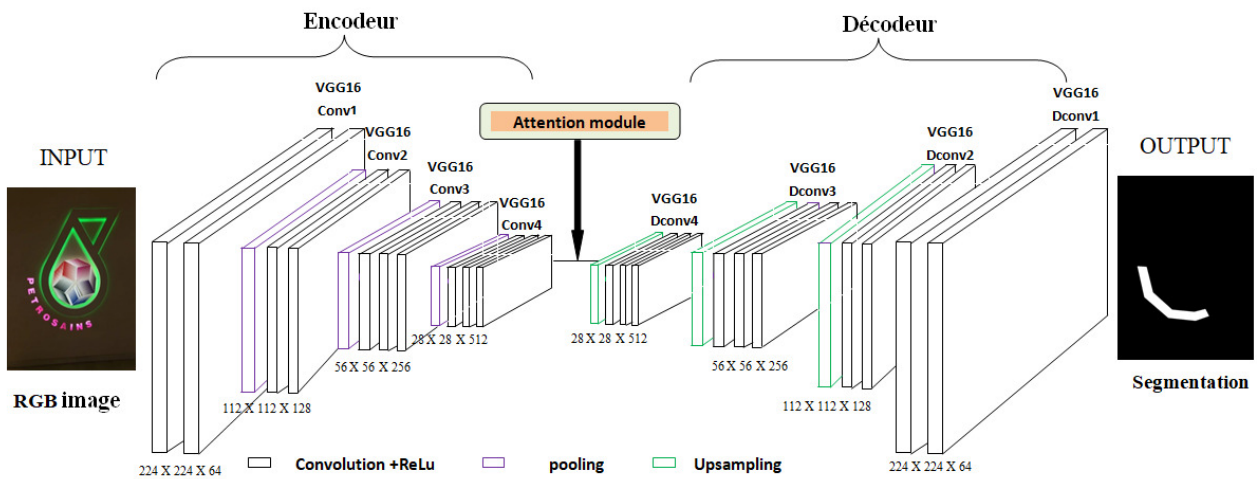 Encodeur
Décodeur
VGG16
Conv1
VGG16
Conv2
VGG16
Conv3
VGG16
Conv4
Attention module
VGG16
Dconv4
VGG16
Dconv3
VGG16
Dconv2
VGG16
Dconv1
INPUT
OUTPUT
PETROSAINS
RGB image
Segmentation
224 X 224 X 64
112 X 112 X 128
56 X 56 X 256
28 X 28 X 512
28 X 28 X 512
56 X 56 X 256
112 X 112 X 128
224 X 224 X 64
Convolution +ReLu
pooling
Upsampling